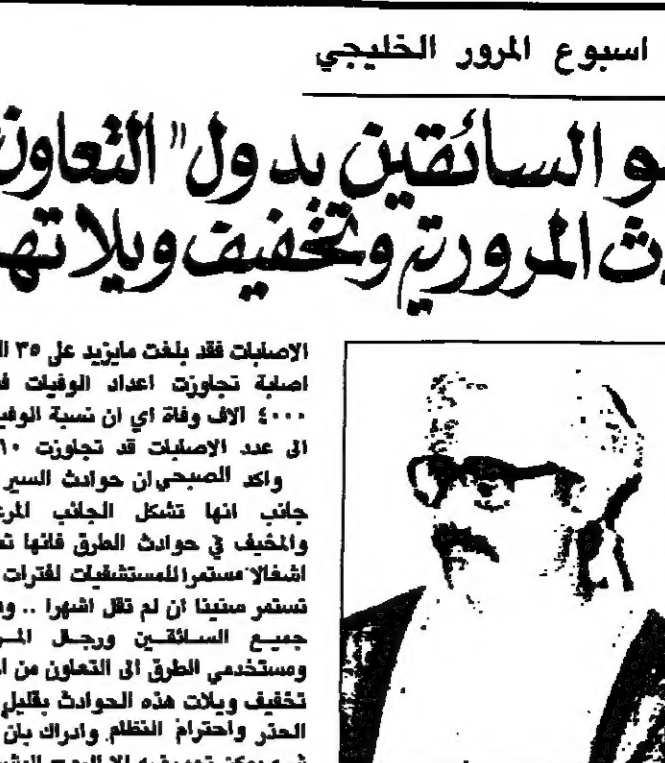 اسبوع المرور الخليجي
السائقين بدول "التعاون
المرورية وتخفيف ويلاتها
الاصابات فقد بلغت مايزيد على ٣٥
اصابة تجاوزت اعداد الوفيات
٤٠٠٠ الاف وفاة اي ان نسبة
الى عدد الاصابات قد تجاوزت ١٠
واكد الصبحي ان حوادث السير
جانب انها تشكل الجانب
والمخيف في حوادث الطرق فانها
اشغالا مستمرا للمستشفيات لفترات
تستمر سنينا ان لم تقل اشهرا ..
جميع السائقين ورجال
ومستخدمي الطرق الى التعاون من
تخفيف ويلات هذه الحوادث بقليل
الحذر واحترام النظام وادراك بان